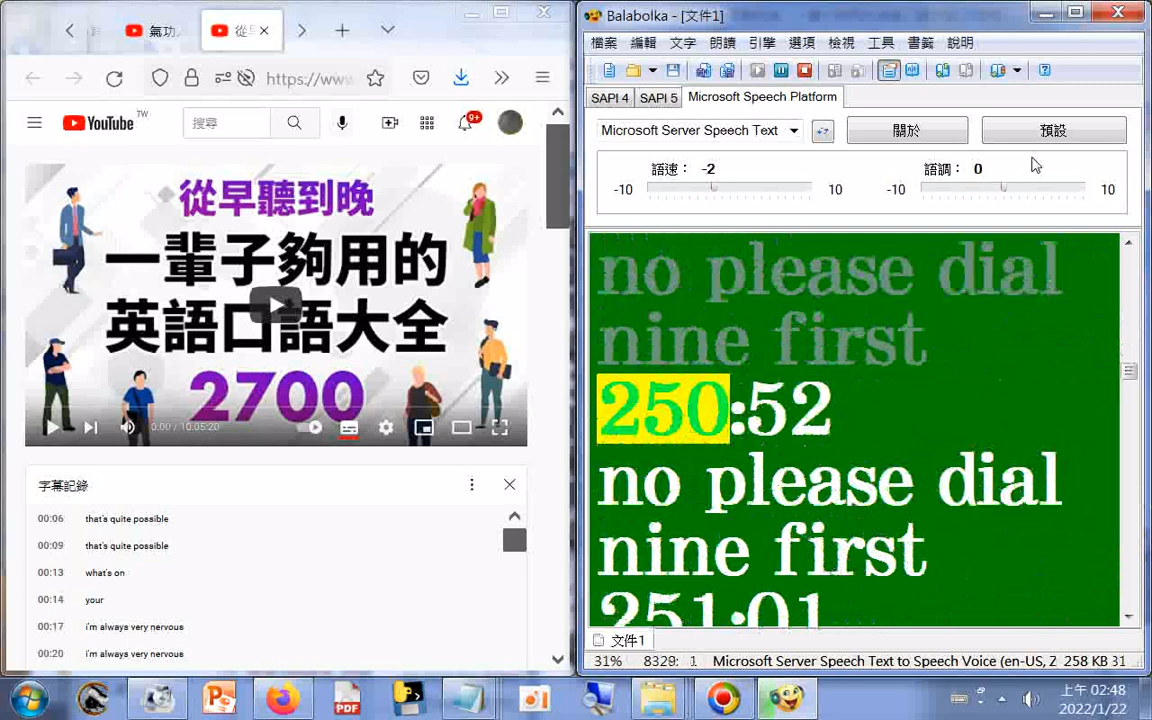 氣功
從
https://www
YouTube TW
搜尋
9+
從早聽到晚
一輩子夠用的
英語口語大全
2700
0:00 / 10:05:20
字幕記錄
00:06 that's quite possible
00:09 that's quite possible
00:13 what's on
00:14 your
00:17 i'm always very nervous
00:20 i'm always very nervous
Balabolka - [文件1]
檔案 編輯 文字 朗讀 引擎 選項 檢視 工具 書籤 說明
SAPI 4 SAPI 5 Microsoft Speech Platform
Microsoft Server Speech Text 關於 預設
語速： -2 語調： 0
-10 10 -10 10
no please dial
nine first
250:52
no please dial
nine first
251:01
文件1
31% 8329: 1 Microsoft Server Speech Text to Speech Voice (en-US, Z 258 KB 31
PDF
上午 02:48
2022/1/22